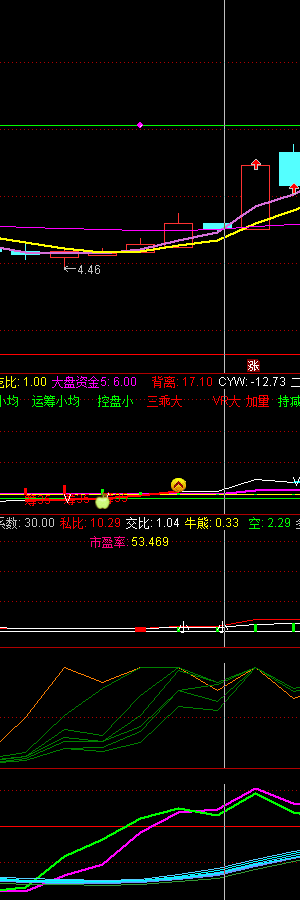 4.46
涨
比: 1.00 大盘资金5: 6.00 背离: 17.10 CYW: -12.73 二
小均 运筹小均 控盘小 三乖大 VR大 加量 持减
系数: 30.00 私比: 10.29 交比: 1.04 牛熊: 0.33 空: 2.29
市盈率: 53.469